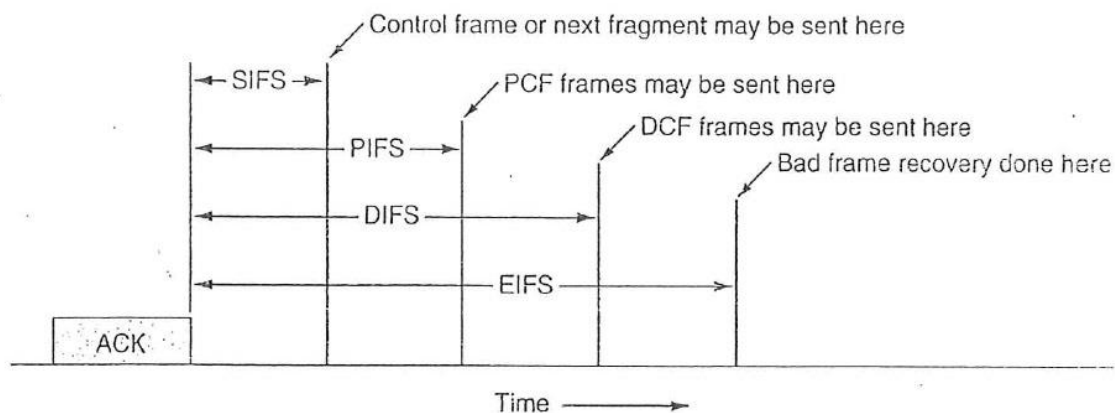 Control frame or next fragment may be sent here
SIFS
PCF frames may be sent here
PIFS
DCF frames may be sent here
DIFS
Bad frame recovery done here
EIFS
ACK
Time